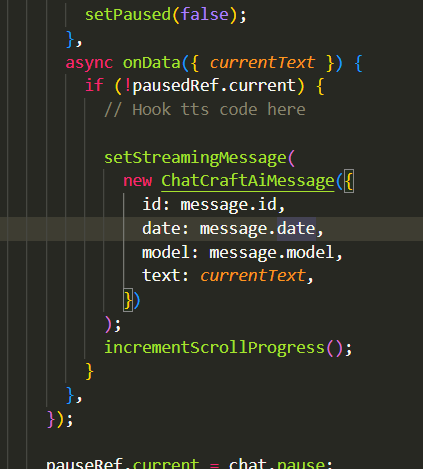 setPaused(false);
},
async onData({ currentText }) {
if (!pausedRef.current) {
// Hook tts code here
setStreamingMessage(
new ChatCraftAiMessage({
id: message.id,
date: message.date,
model: message.model,
text: currentText,
})
);
incrementScrollProgress();
}
},
});
pauseRef.current = chat.pause;